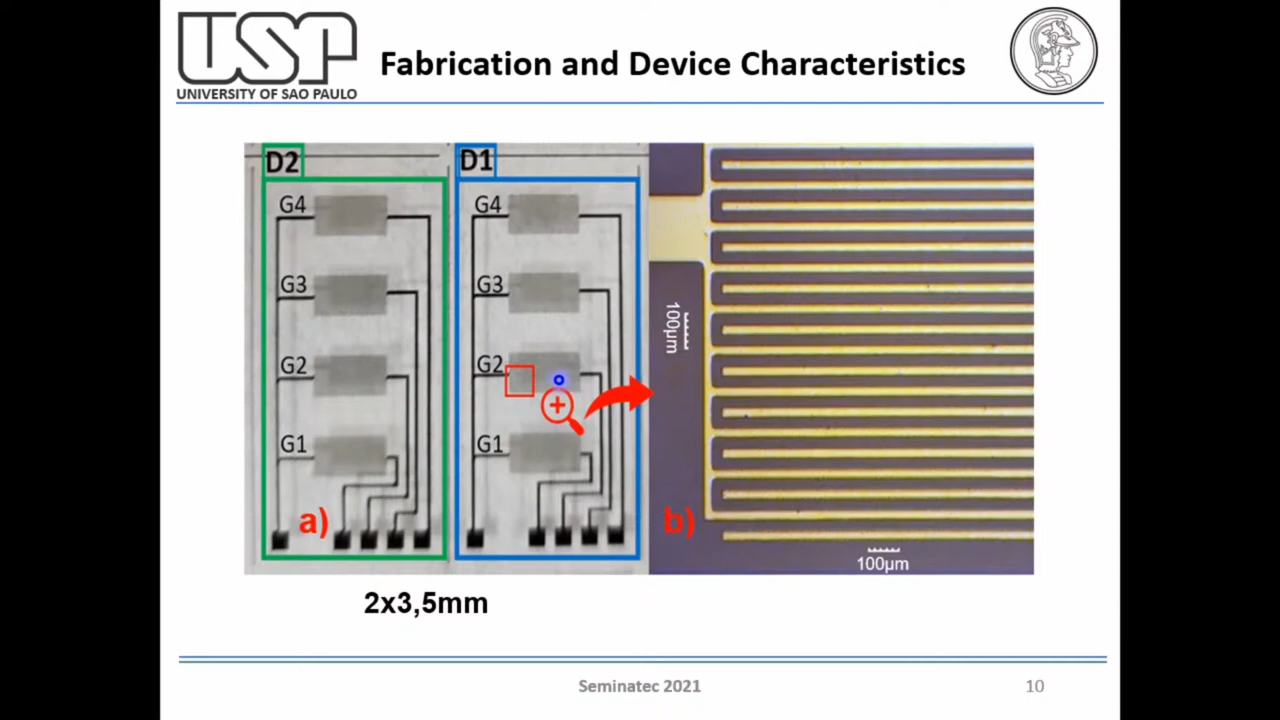 USP
UNIVERSITY OF SAO PAULO
Fabrication and Device Characteristics
D2
G4
G3
G2
G1
a)
D1
G4
G3
G2
G1
100µm
b)
100µm
2x3,5mm
Seminatec 2021
10